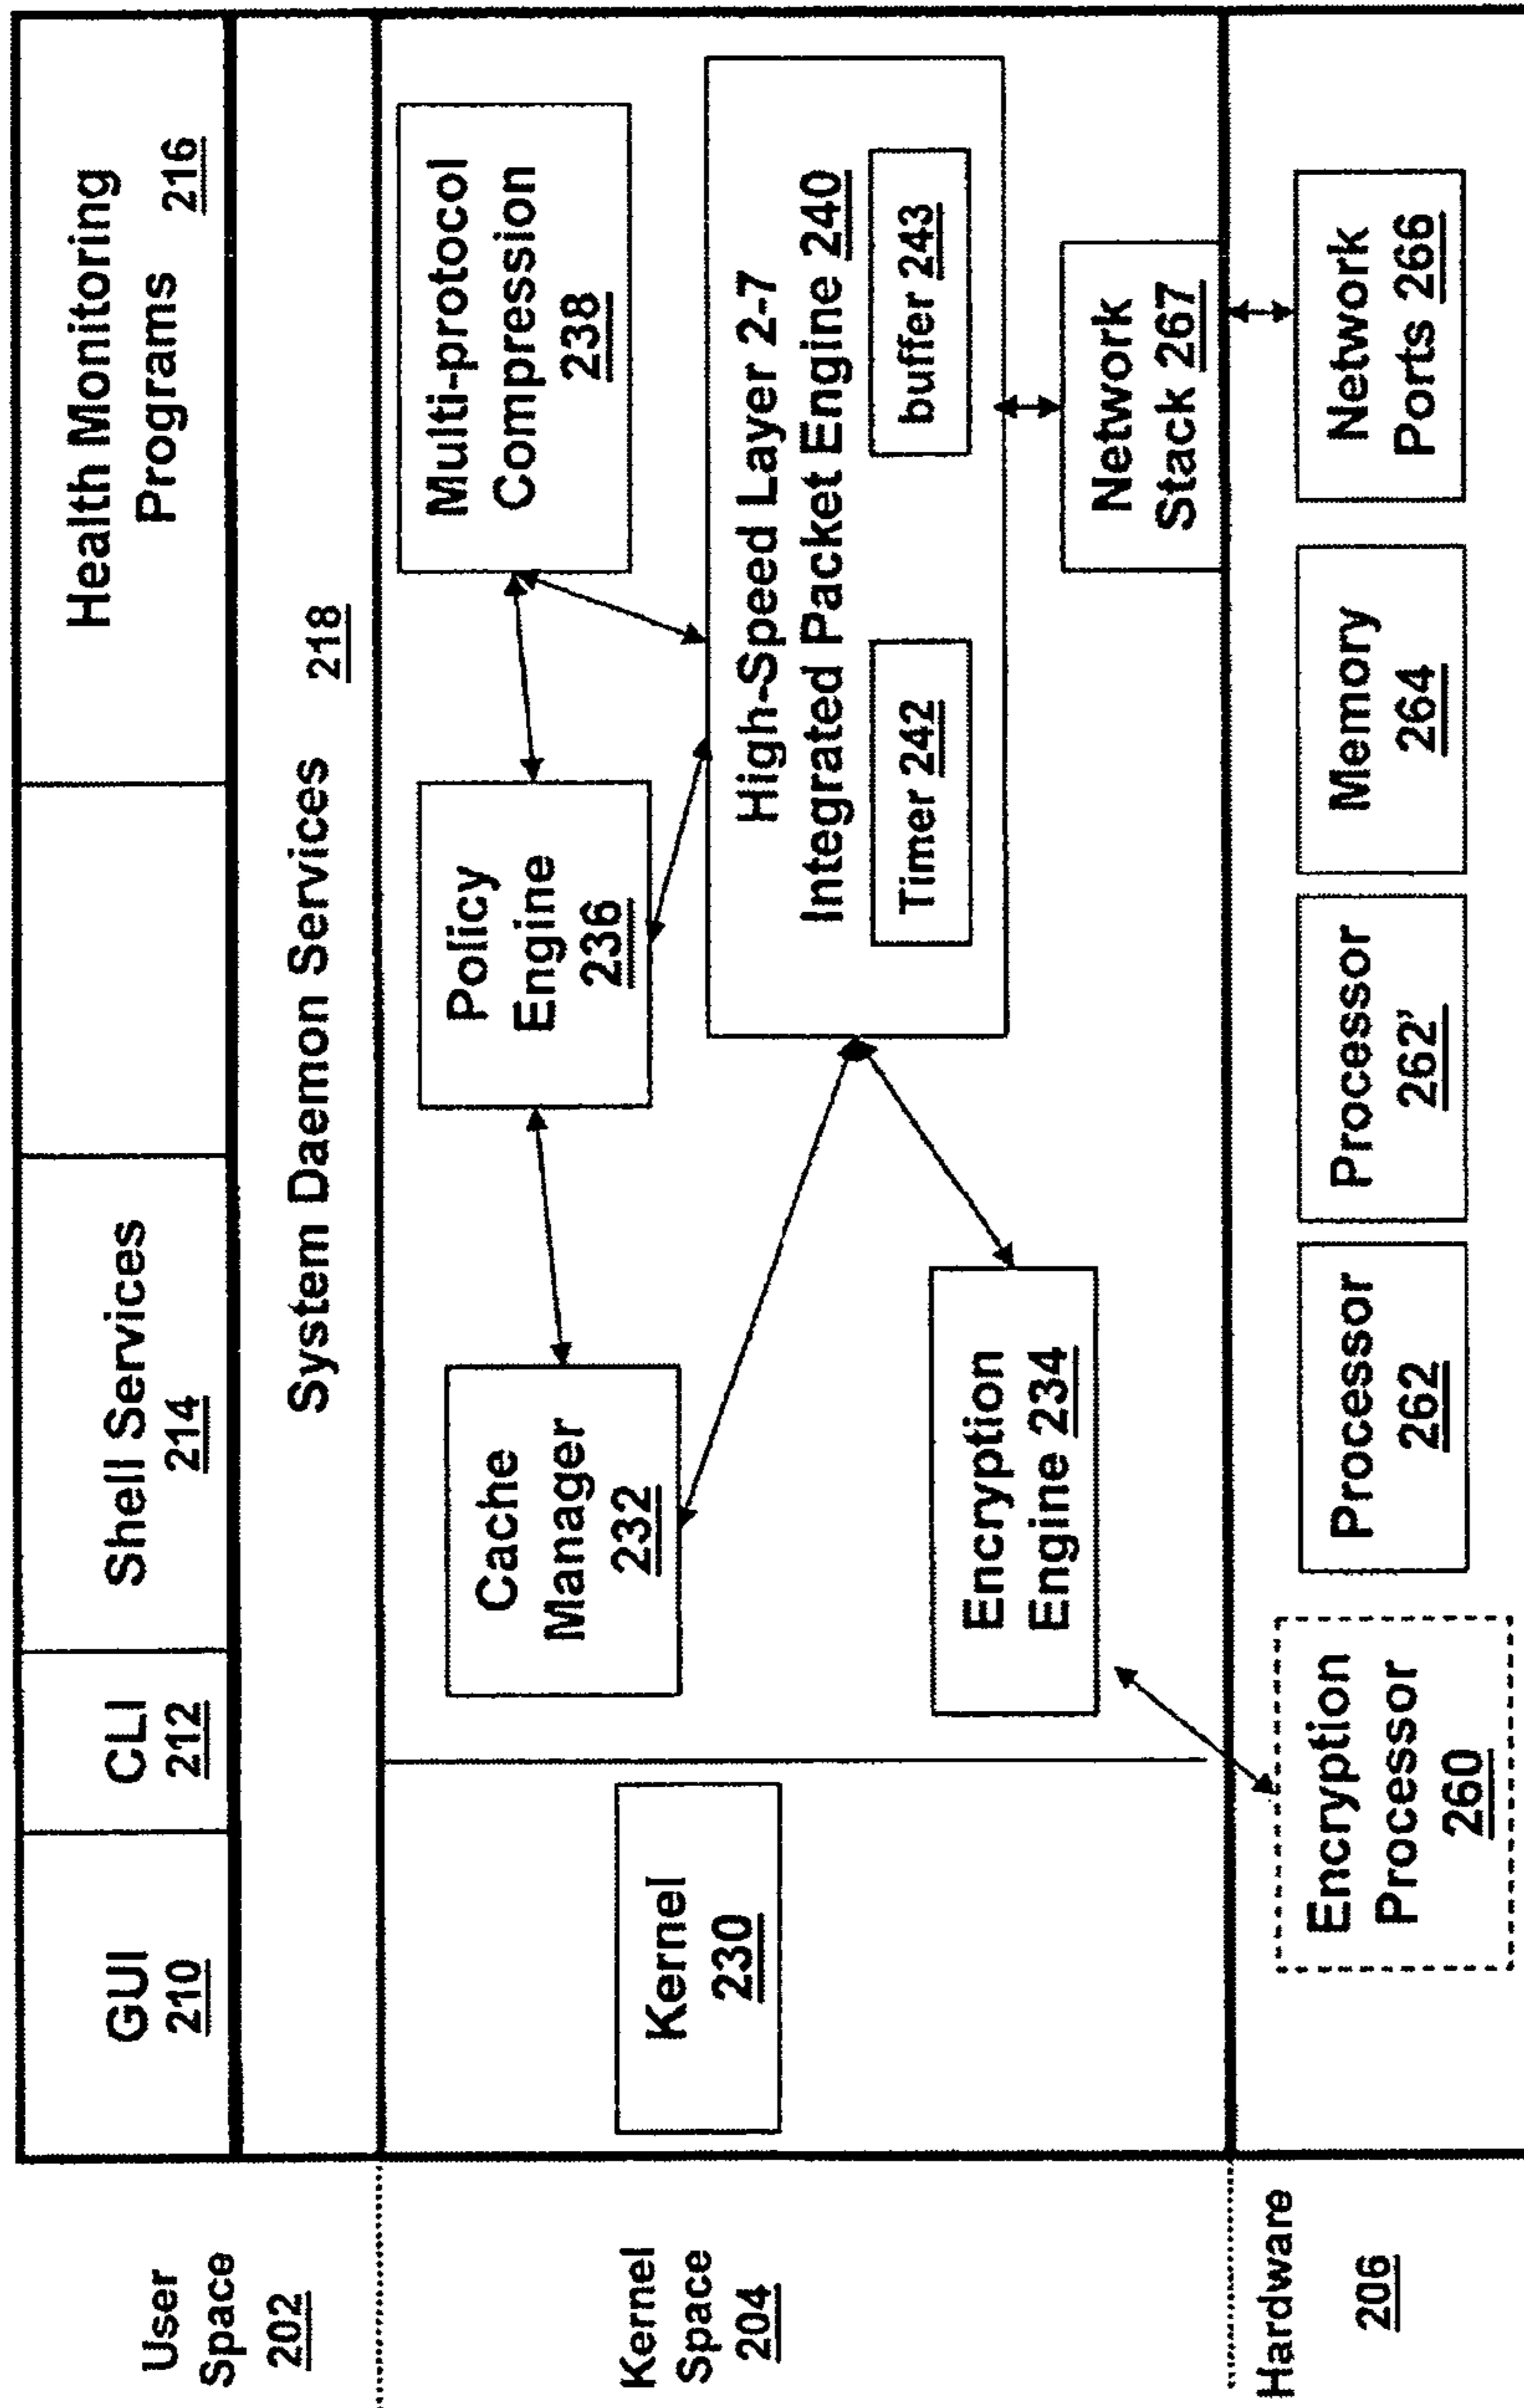 User
Space
202
GUI
210
CLI
212
Shell Services
214
Health Monitoring
Programs
216
System Daemon Services
218
Kernel
Space
204
Kernel
230
Cache
Manager
232
Policy
Engine
236
Multi-protocol
Compression
238
High-Speed Layer 2-7
Integrated Packet Engine 240
Timer 242
buffer 243
Encryption
Engine 234
Network
Stack 267
Hardware
206
Encryption
Processor
260
Processor
262
Processor
262'
Memory
264
Network
Ports 266